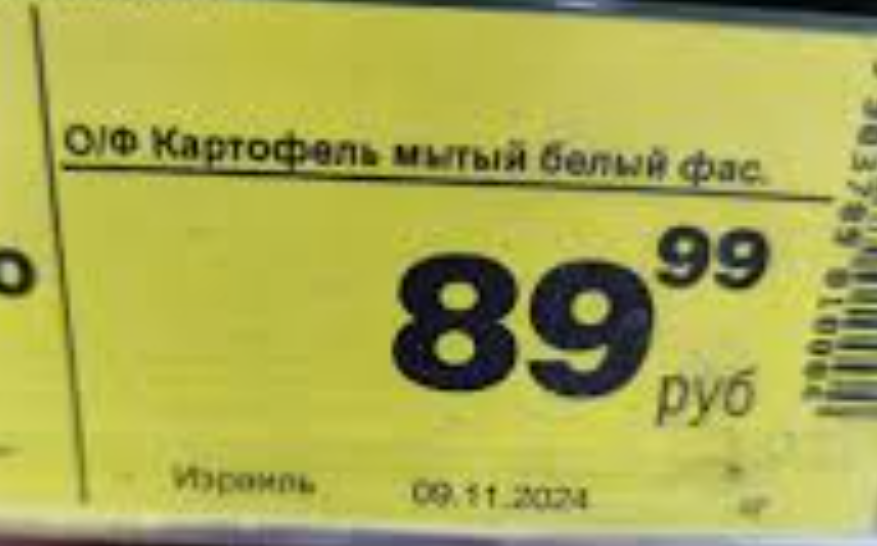 О/Ф Картофель мытый белый фас.
89 99
руб
Израиль 09.11.2024